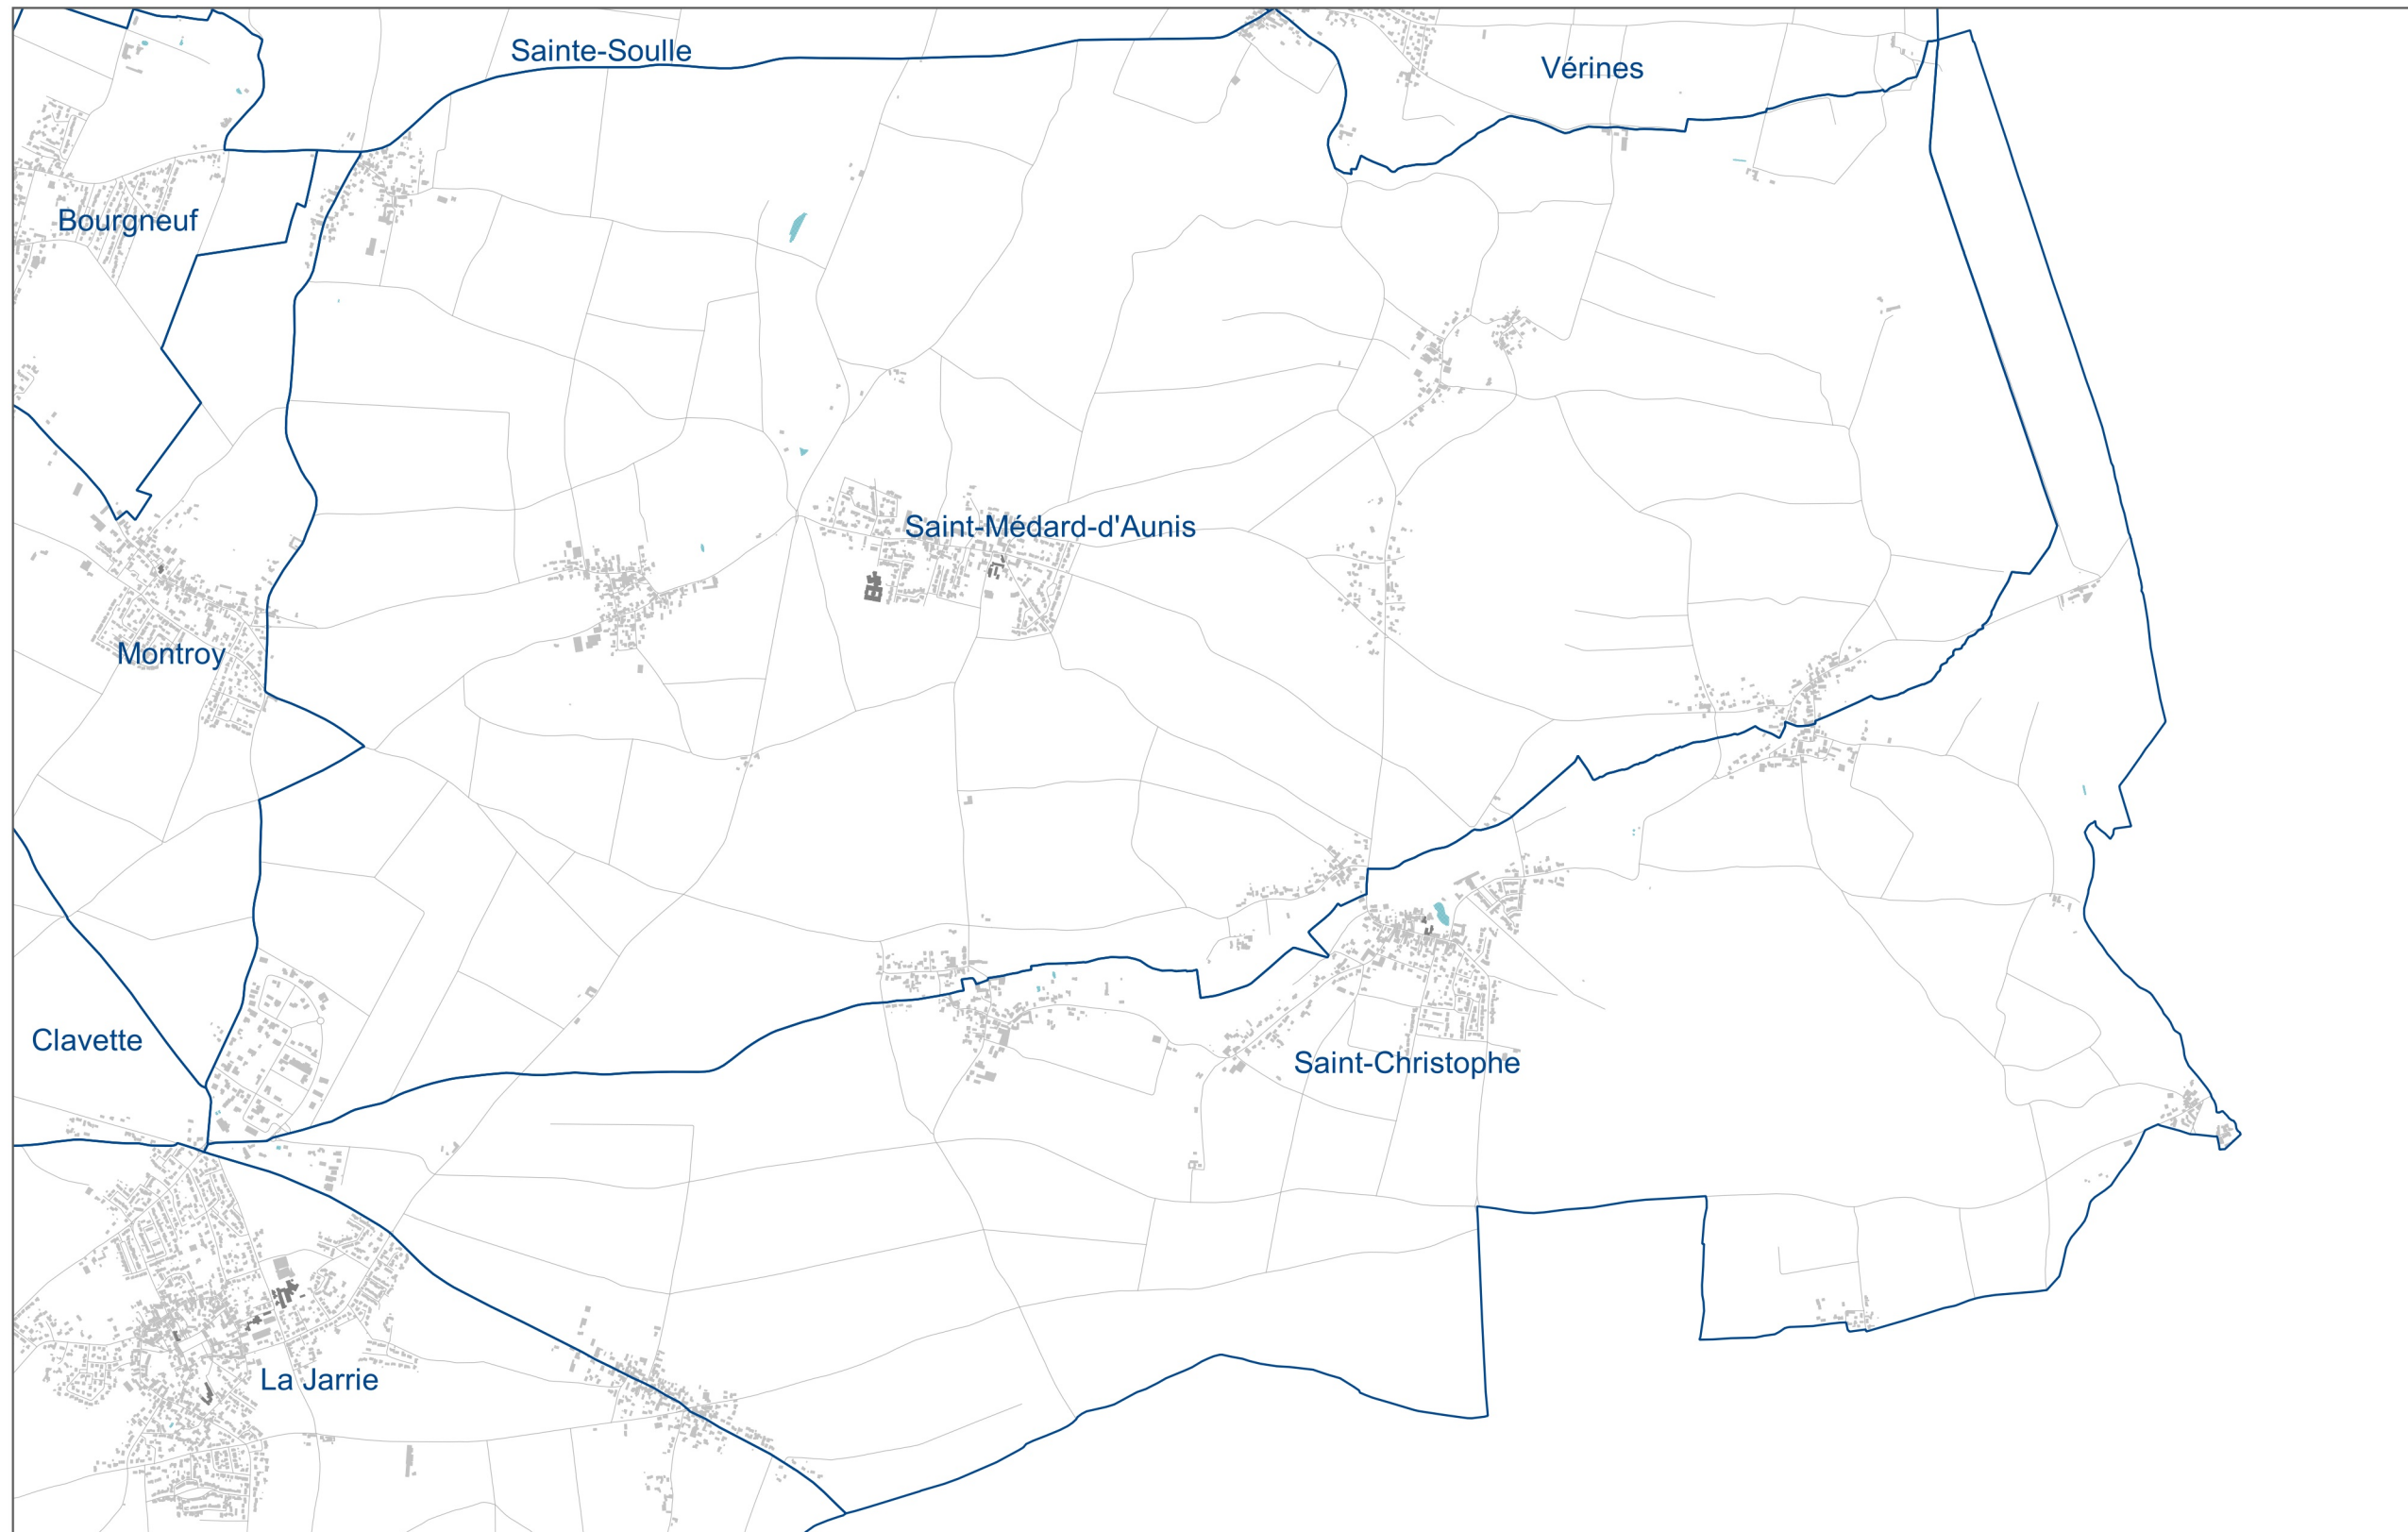 Sainte-Soulle
Vérines
Bourgneuf
Saint-Médard-d'Aunis
Montroy
Clavette
Saint-Christophe
La Jarrie